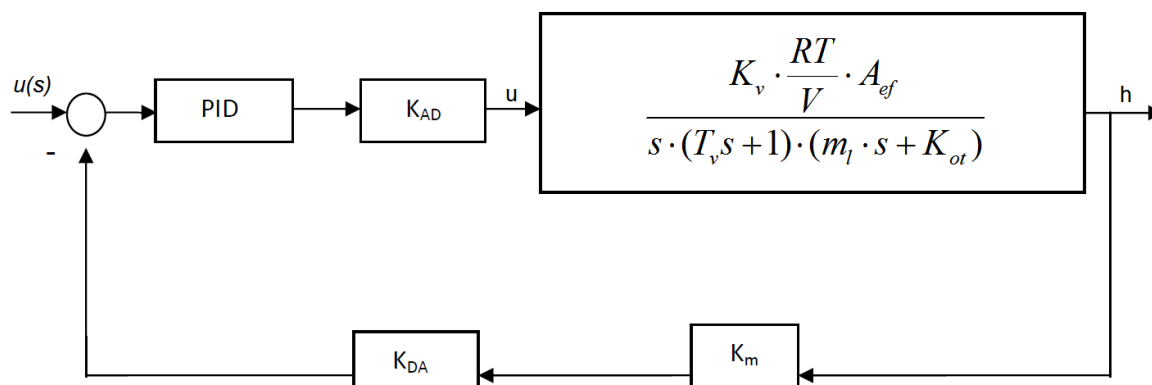 u(s)
-
PID
K_AD
u
K_v · RT/V · A_ef
s · (T_v s + 1) · (m_l · s + K_ot)
h
K_DA
K_m